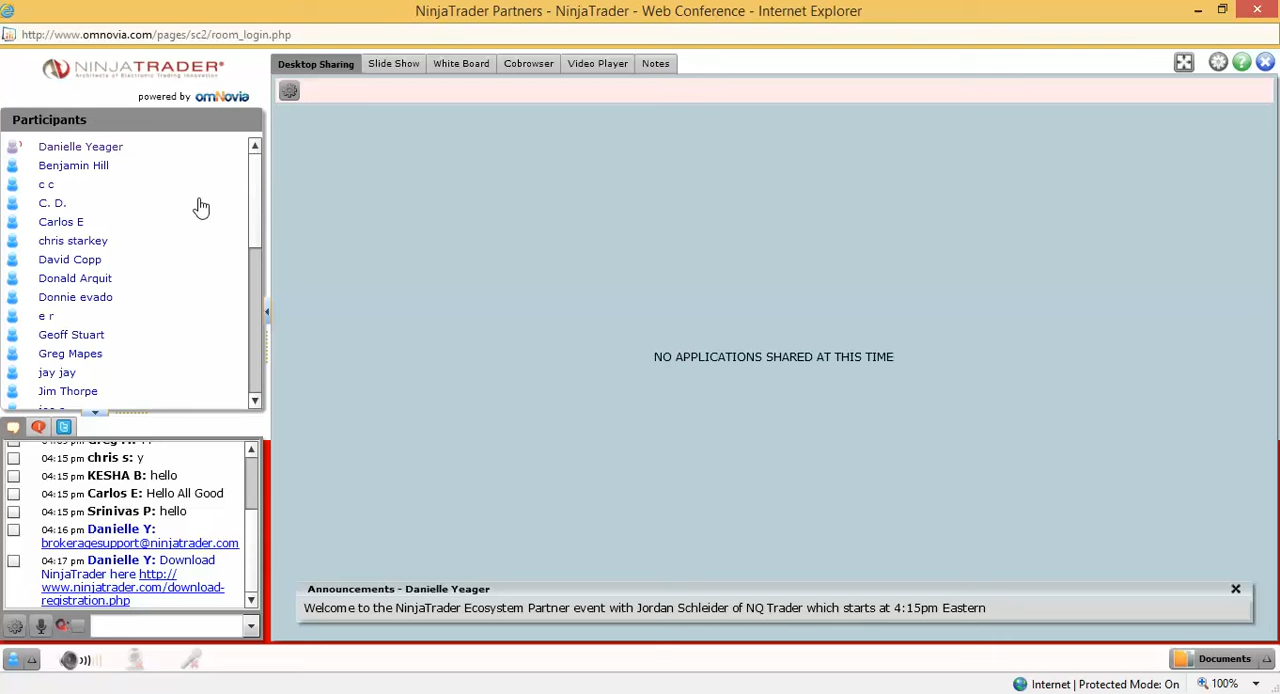 NinjaTrader Partners - NinjaTrader - Web Conference - Internet Explorer
http://www.omnovia.com/pages/sc2/room_login.php
NINJATRADER®
Architects of Electronic Trading Innovation
powered by omNovia
Desktop Sharing
Slide Show
White Board
Cobrowser
Video Player
Notes
Participants
Danielle Yeager
Benjamin Hill
c c
C. D.
Carlos E
chris starkey
David Copp
Donald Arquit
Donnie evado
e r
Geoff Stuart
Greg Mapes
jay jay
Jim Thorpe
NO APPLICATIONS SHARED AT THIS TIME
04:15 pm chris s: y
04:15 pm KESHA B: hello
04:15 pm Carlos E: Hello All Good
04:15 pm Srinivas P: hello
04:16 pm Danielle Y:
brokeragesupport@ninjatrader.com
04:17 pm Danielle Y: Download
NinjaTrader here http://
www.ninjatrader.com/download-
registration.php
Announcements - Danielle Yeager
Welcome to the NinjaTrader Ecosystem Partner event with Jordan Schleider of NQ Trader which starts at 4:15pm Eastern
Documents
Internet | Protected Mode: On
100%